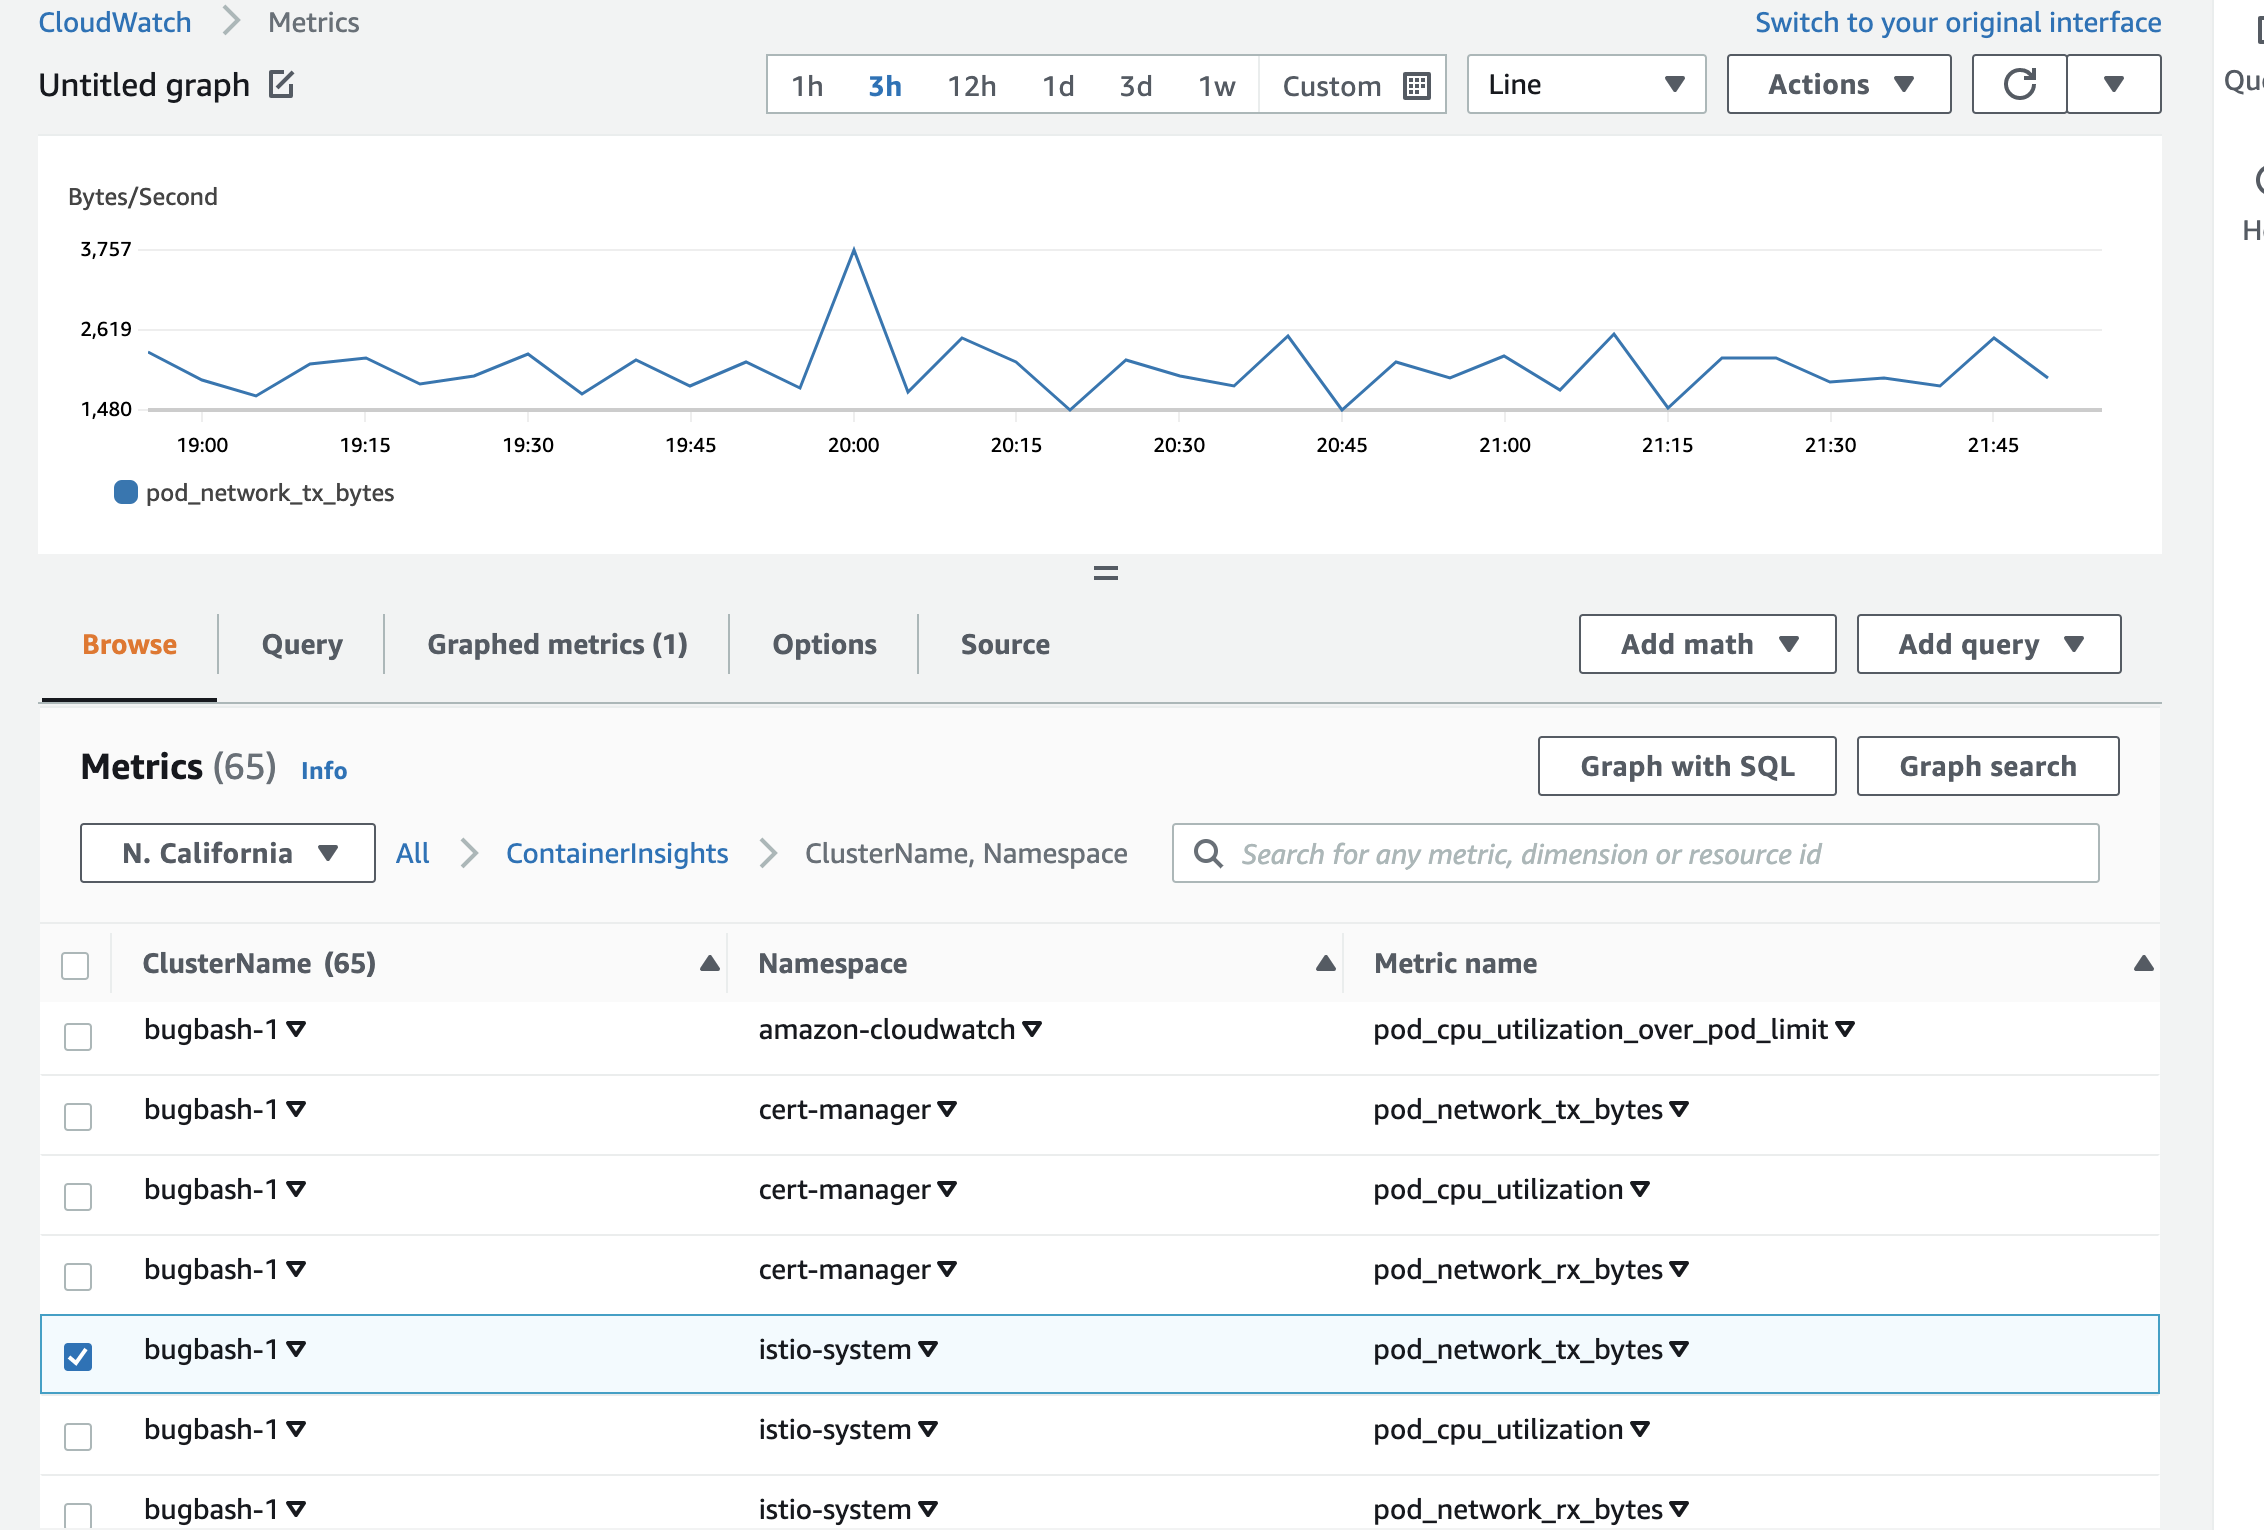 CloudWatch Metrics Switch to your original interface
Untitled graph 1h 3h 12h 1d 3d 1w Custom Line Actions
Bytes/Second
3,757
2,619
1,480
19:00 19:15 19:30 19:45 20:00 20:15 20:30 20:45 21:00 21:15 21:30 21:45
pod_network_tx_bytes
Browse Query Graphed metrics (1) Options Source Add math Add query
Metrics (65) Info Graph with SQL Graph search
N. California All ContainerInsights ClusterName, Namespace Search for any metric, dimension or resource id
ClusterName (65) Namespace Metric name
bugbash-1 amazon-cloudwatch pod_cpu_utilization_over_pod_limit
bugbash-1 cert-manager pod_network_tx_bytes
bugbash-1 cert-manager pod_cpu_utilization
bugbash-1 cert-manager pod_network_rx_bytes
bugbash-1 istio-system pod_network_tx_bytes
bugbash-1 istio-system pod_cpu_utilization
bugbash-1 istio-system pod_network_rx_bytes